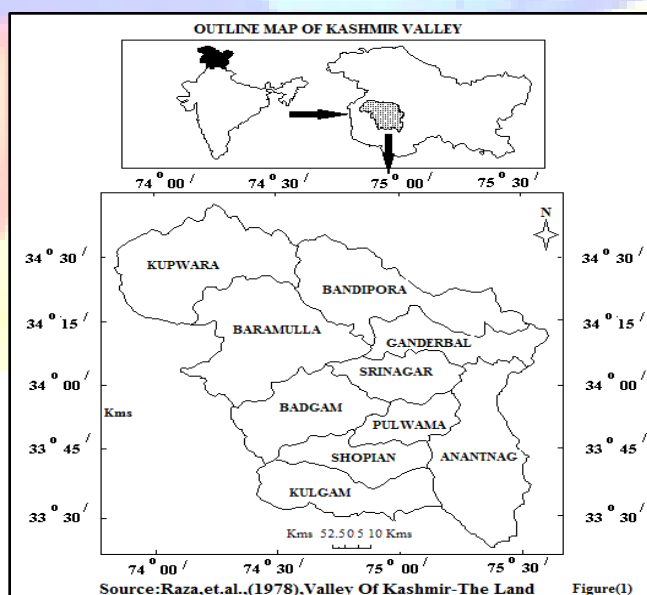 OUTLINE MAP OF KASHMIR VALLEY
74° 00' 74° 30' 75° 00' 75° 30'
N
34° 30' 34° 30'
KUPWARA
BANDIPORA
34° 15' 34° 15'
BARAMULLA
GANDERBAL
SRINAGAR
34° 00' 34° 00'
BADGAM
Kms
PULWAMA
33° 45' 33° 45'
SHOPIAN ANANTNAG
KULGAM
33° 30' 33° 30'
Kms 52.50 5 10 Kms
74° 00' 74° 30' 75° 00' 75° 30'
Source:Raza,et.al.,(1978),Valley Of Kashmir-The Land Figure(1)